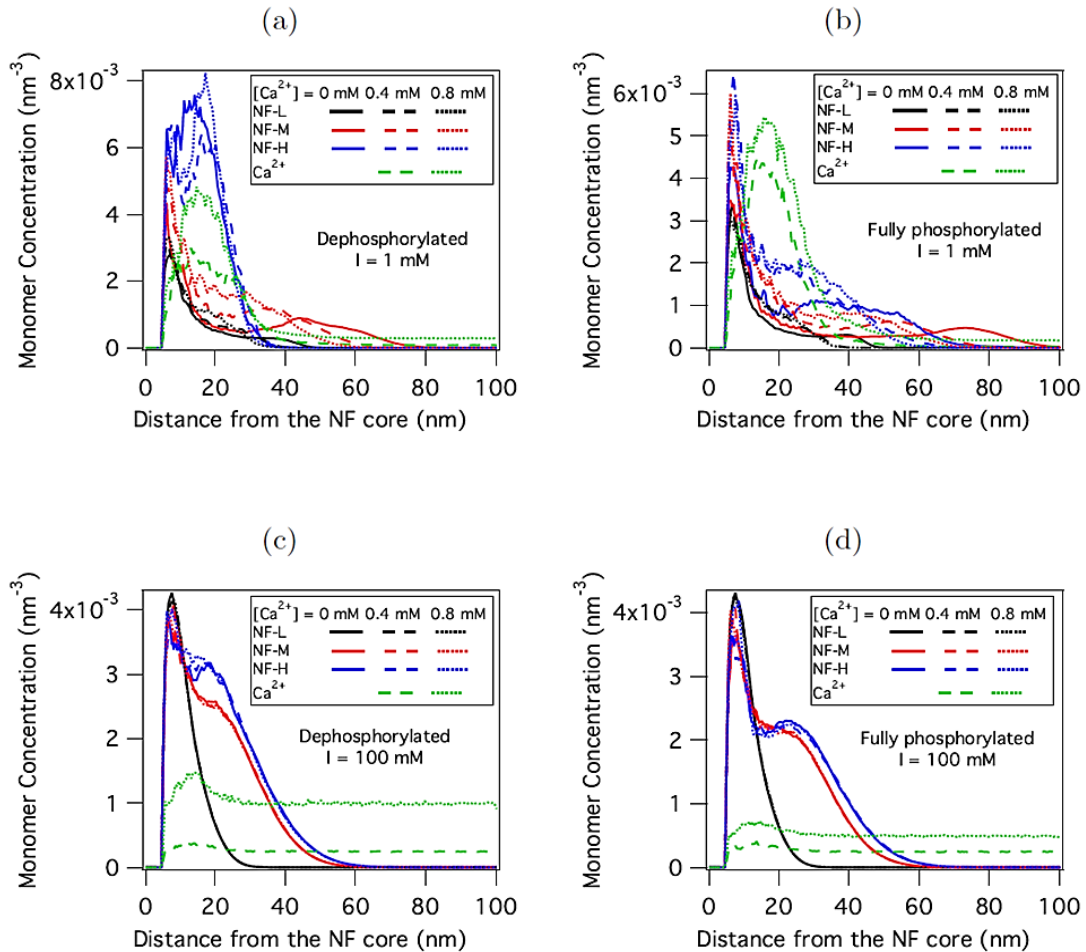 (a)
Monomer Concentration (nm⁻³)
8x10⁻³
6
4
2
0
[Ca²⁺] = 0 mM 0.4 mM 0.8 mM
NF-L
NF-M
NF-H
Ca²⁺
Dephosphorylated
I = 1 mM
0 20 40 60 80 100
Distance from the NF core (nm)
(b)
Monomer Concentration (nm⁻³)
6x10⁻³
5
4
3
2
1
0
[Ca²⁺] = 0 mM 0.4 mM 0.8 mM
NF-L
NF-M
NF-H
Ca²⁺
Fully phosphorylated
I = 1 mM
0 20 40 60 80 100
Distance from the NF core (nm)
(c)
Monomer Concentration (nm⁻³)
4x10⁻³
3
2
1
0
[Ca²⁺] = 0 mM 0.4 mM 0.8 mM
NF-L
NF-M
NF-H
Ca²⁺
Dephosphorylated
I = 100 mM
0 20 40 60 80 100
Distance from the NF core (nm)
(d)
Monomer Concentration (nm⁻³)
4x10⁻³
3
2
1
0
[Ca²⁺] = 0 mM 0.4 mM 0.8 mM
NF-L
NF-M
NF-H
Ca²⁺
Fully phosphorylated
I = 100 mM
0 20 40 60 80 100
Distance from the NF core (nm)